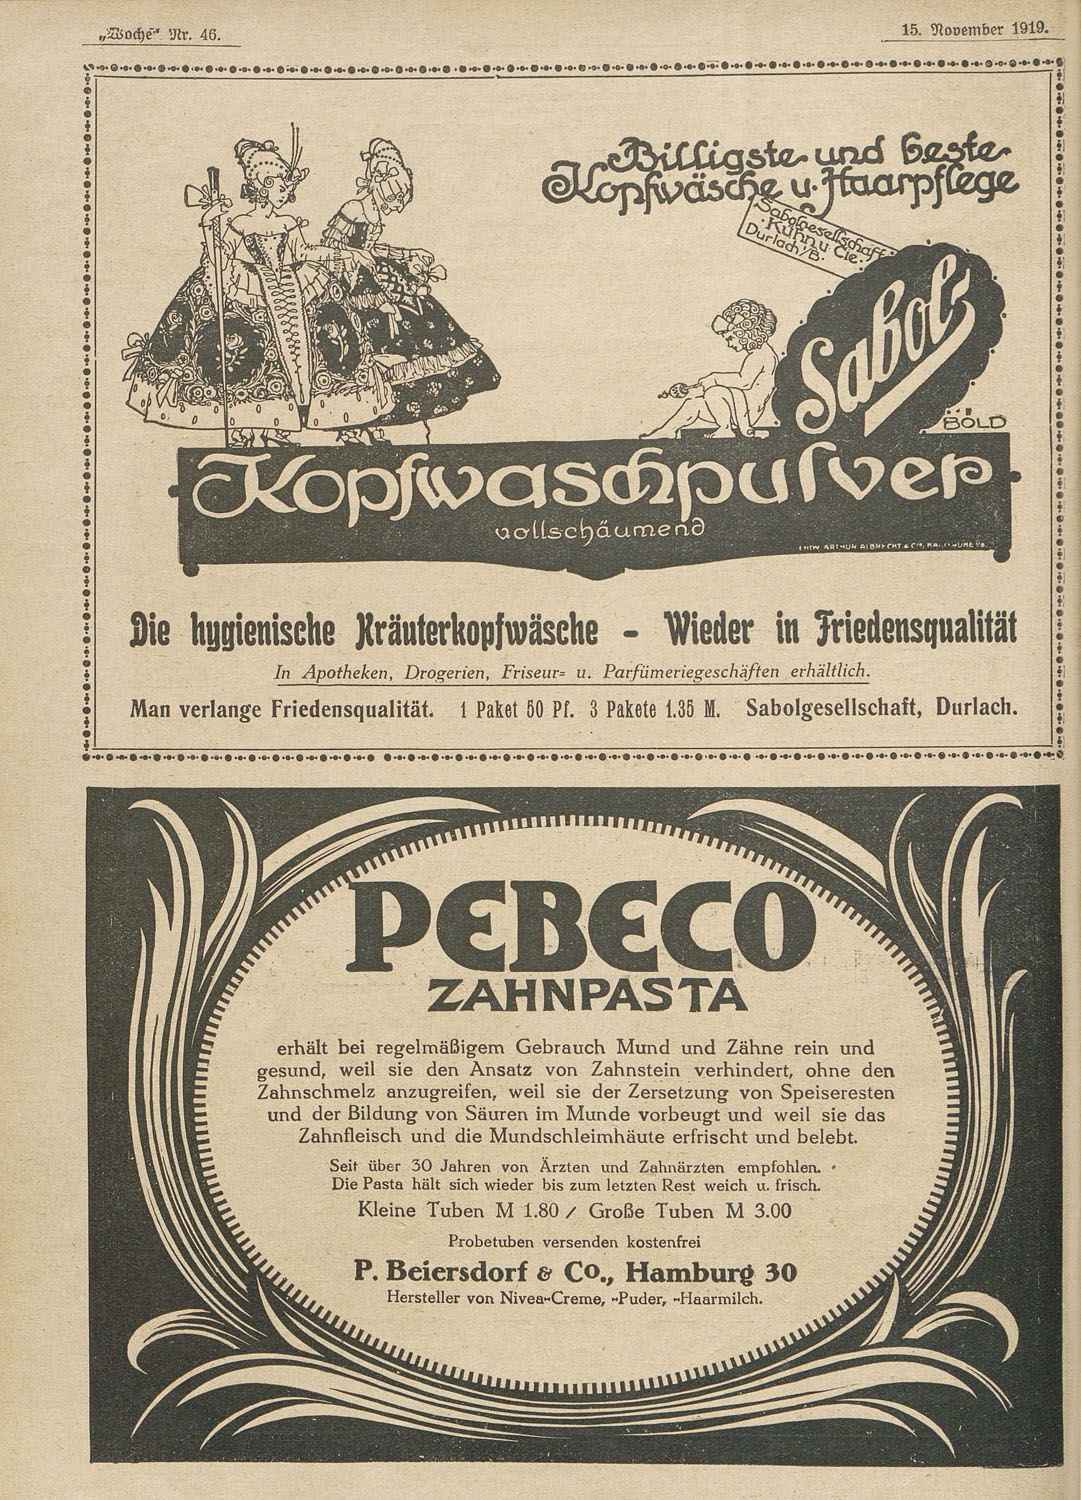 „Woche“ Nr. 46.
15. November 1919.
Billigste und beste
Kopfwäsche u. Haarpflege
Sabolgesellschaft
Kuhn u. Cie.
Durlach i/B.
Sabol-
BÖLD
Kopfwaschpulver
vollschäumend
ENTW. ARTHUR ALBRECHT & Cie, KARLSRUHE i/B.
Die hygienische Kräuterkopfwäsche – Wieder in Friedensqualität
In Apotheken, Drogerien, Friseur- u. Parfümeriegeschäften erhältlich.
Man verlange Friedensqualität. 1 Paket 50 Pf. 3 Pakete 1.35 M. Sabolgesellschaft, Durlach.
PEBECO
ZAHNPASTA
erhält bei regelmäßigem Gebrauch Mund und Zähne rein und
gesund, weil sie den Ansatz von Zahnstein verhindert, ohne den
Zahnschmelz anzugreifen, weil sie der Zersetzung von Speiseresten
und der Bildung von Säuren im Munde vorbeugt und weil sie das
Zahnfleisch und die Mundschleimhäute erfrischt und belebt.
Seit über 30 Jahren von Ärzten und Zahnärzten empfohlen.
Die Pasta hält sich wieder bis zum letzten Rest weich u. frisch.
Kleine Tuben M 1.80 / Große Tuben M 3.00
Probetuben versenden kostenfrei
P. Beiersdorf & Co., Hamburg 30
Hersteller von Nivea-Creme, -Puder, -Haarmilch.